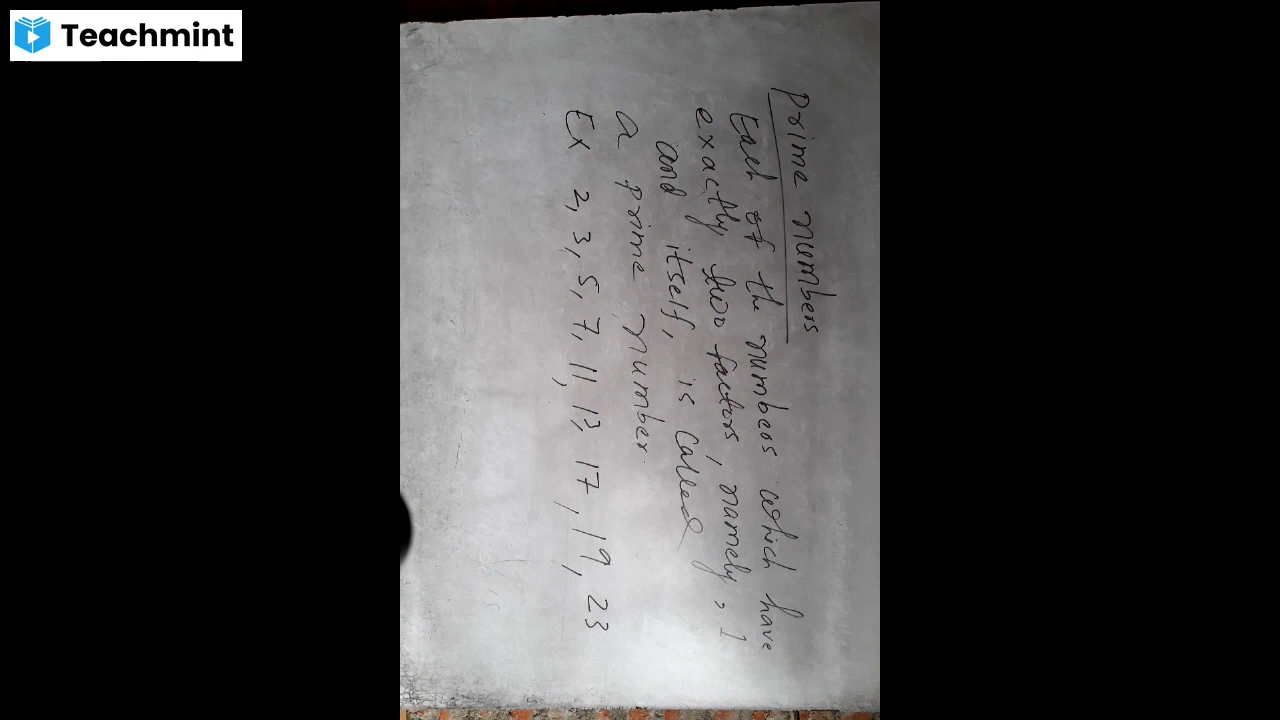 Teachmint
Prime numbers
Each of the numbers which have
exactly two factors, namely, 1
and itself, is called
a prime number.
Ex 2, 3, 5, 7, 11, 13, 17, 19, 23